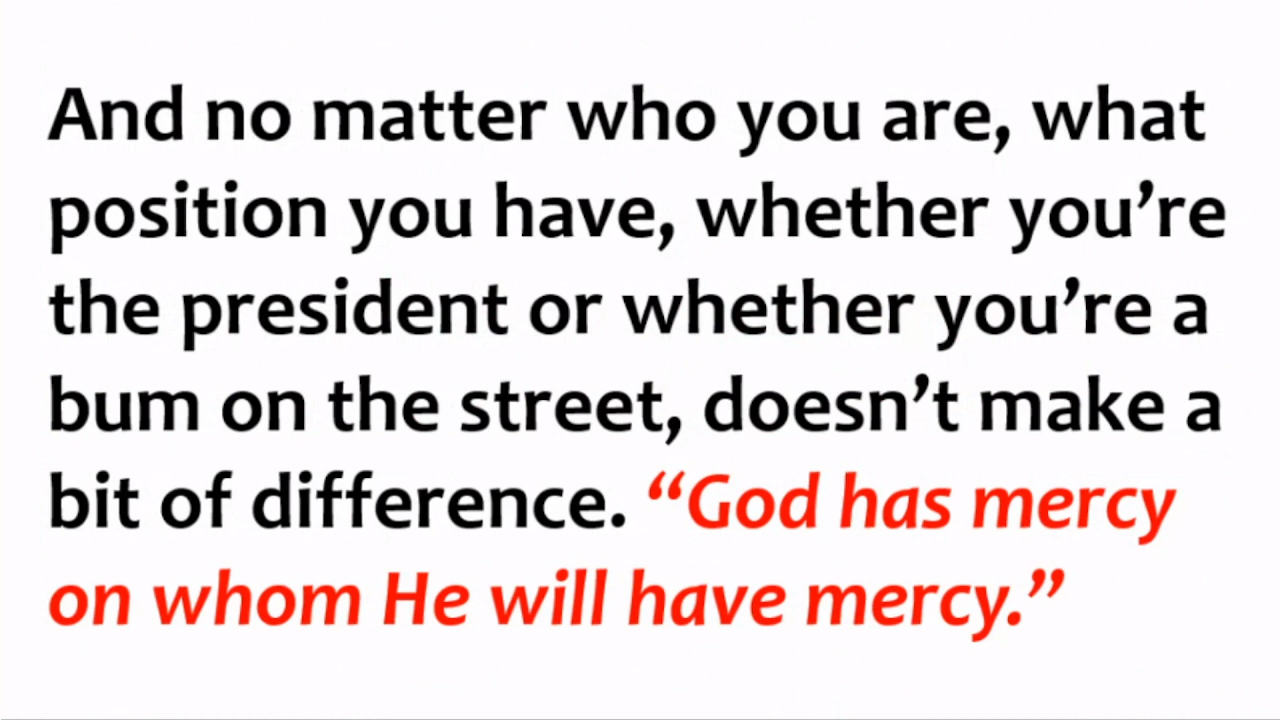 And no matter who you are, what
position you have, whether you’re
the president or whether you’re a
bum on the street, doesn’t make a
bit of difference. “God has mercy
on whom He will have mercy.”